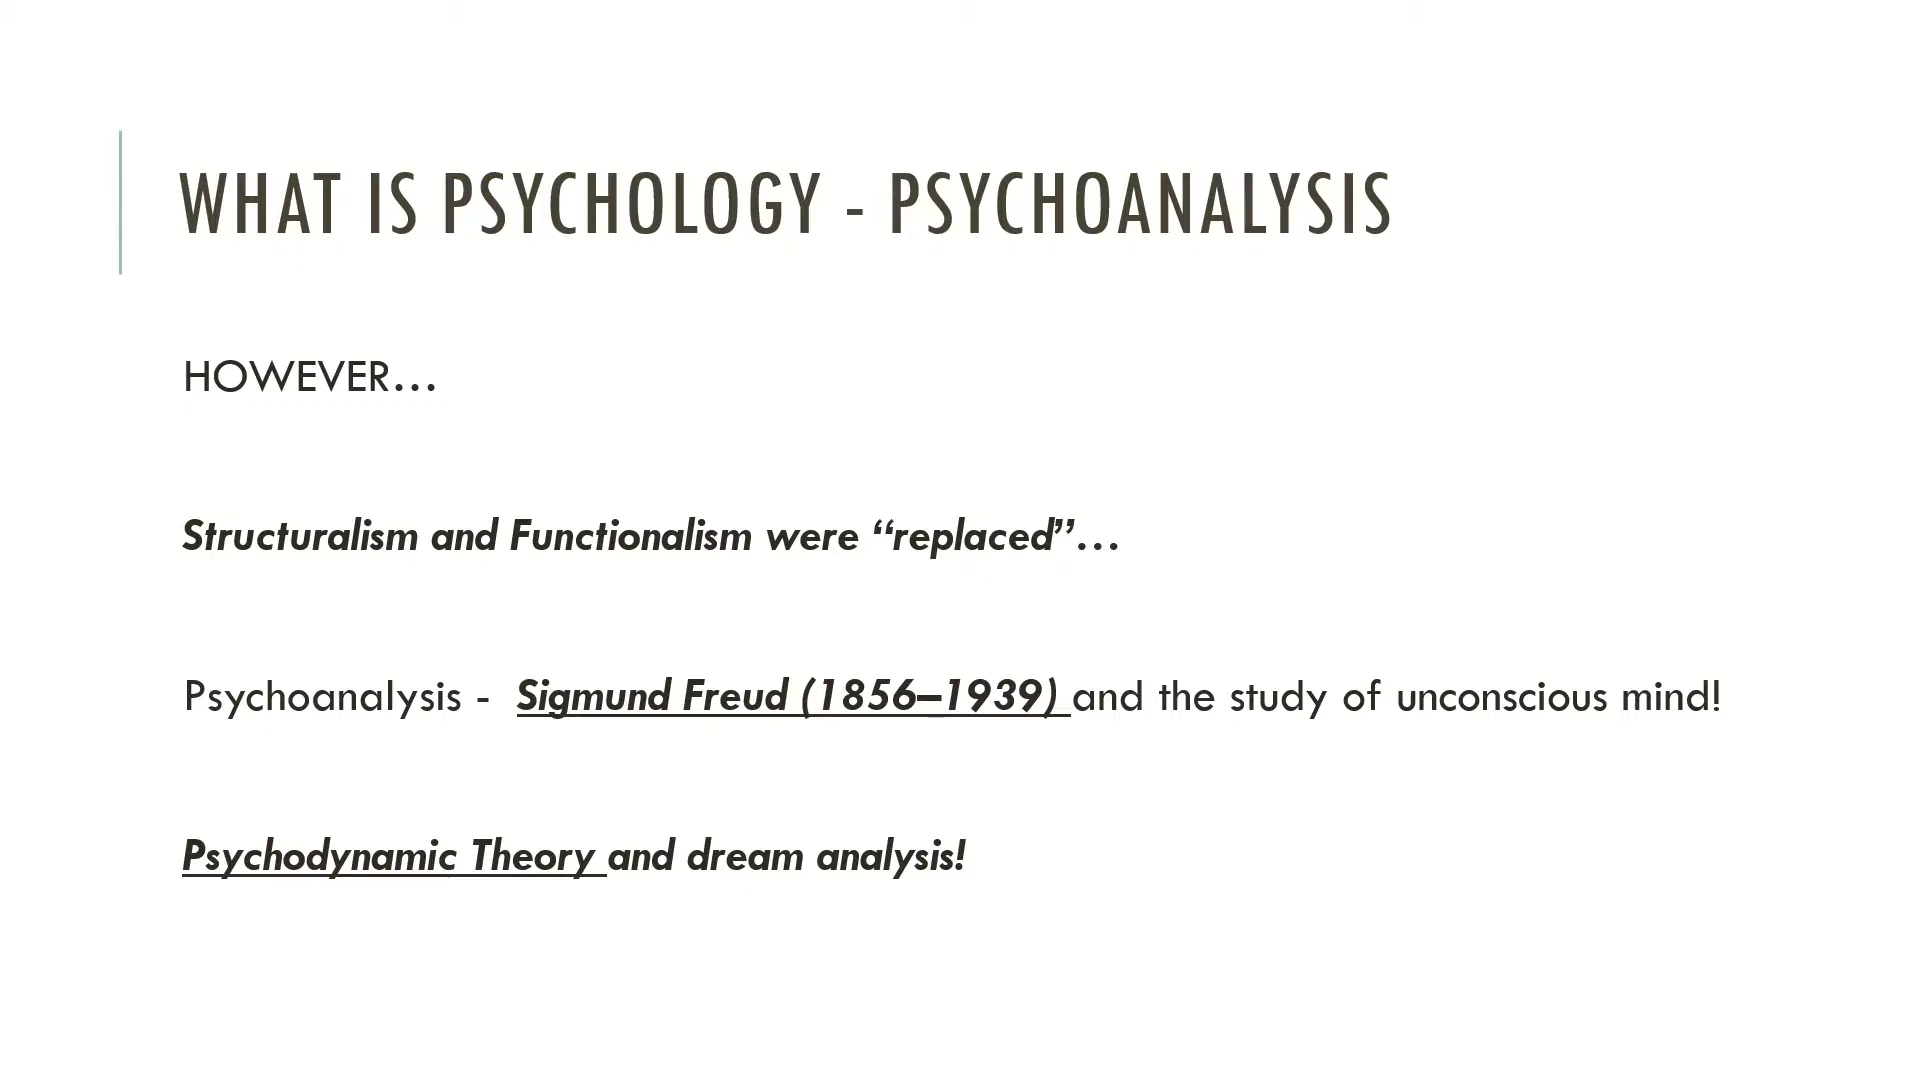 WHAT IS PSYCHOLOGY - PSYCHOANALYSIS
HOWEVER…
Structuralism and Functionalism were “replaced”…
Psychoanalysis - Sigmund Freud (1856–1939) and the study of unconscious mind!
Psychodynamic Theory and dream analysis!